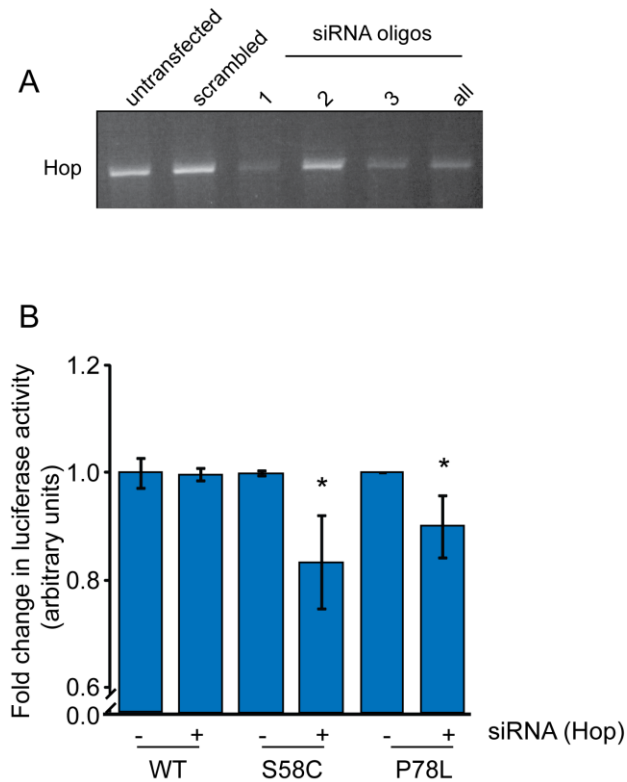 siRNA oligos
A
untransfected scrambled 1 2 3 all
Hop
B
Fold change in luciferase activity
(arbitrary units)
1.2
1.0
0.8
0.6
0.0
* *
- + - + - + siRNA (Hop)
WT S58C P78L